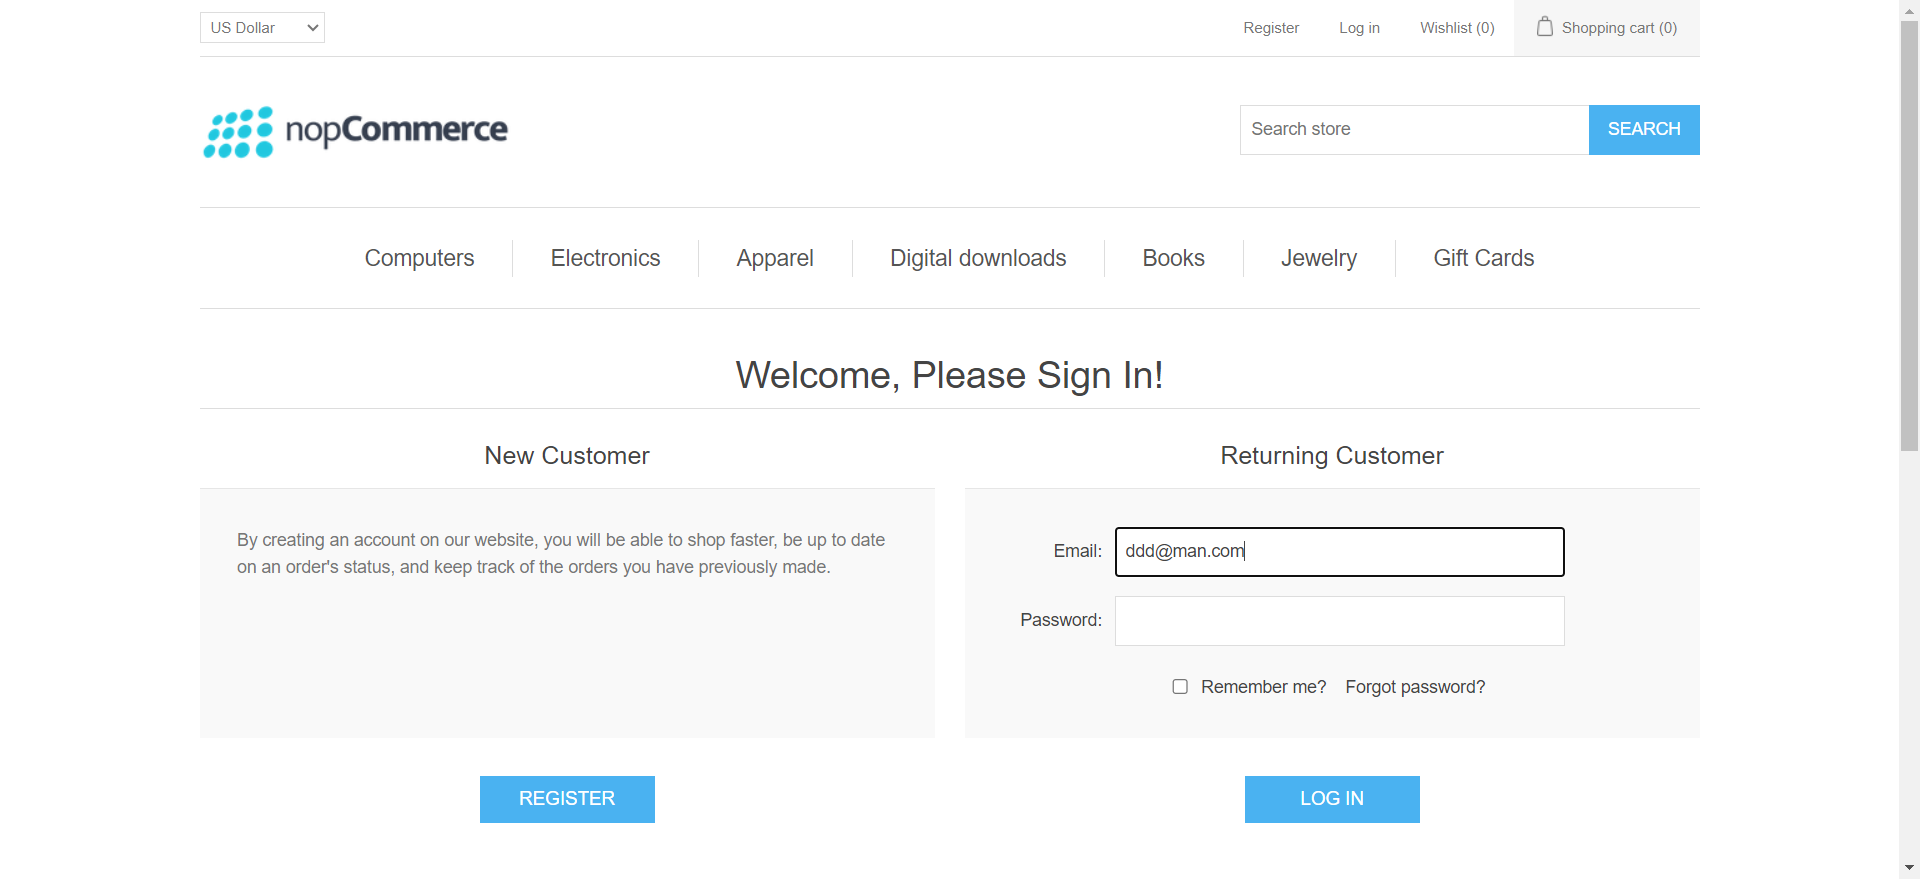 US Dollar
Register
Log in
Wishlist (0)
Shopping cart (0)
nopCommerce
Search store
SEARCH
Computers
Electronics
Apparel
Digital downloads
Books
Jewelry
Gift Cards
Welcome, Please Sign In!
New Customer
By creating an account on our website, you will be able to shop faster, be up to date
on an order's status, and keep track of the orders you have previously made.
REGISTER
Returning Customer
Email:
ddd@man.com
Password:
Remember me?
Forgot password?
LOG IN